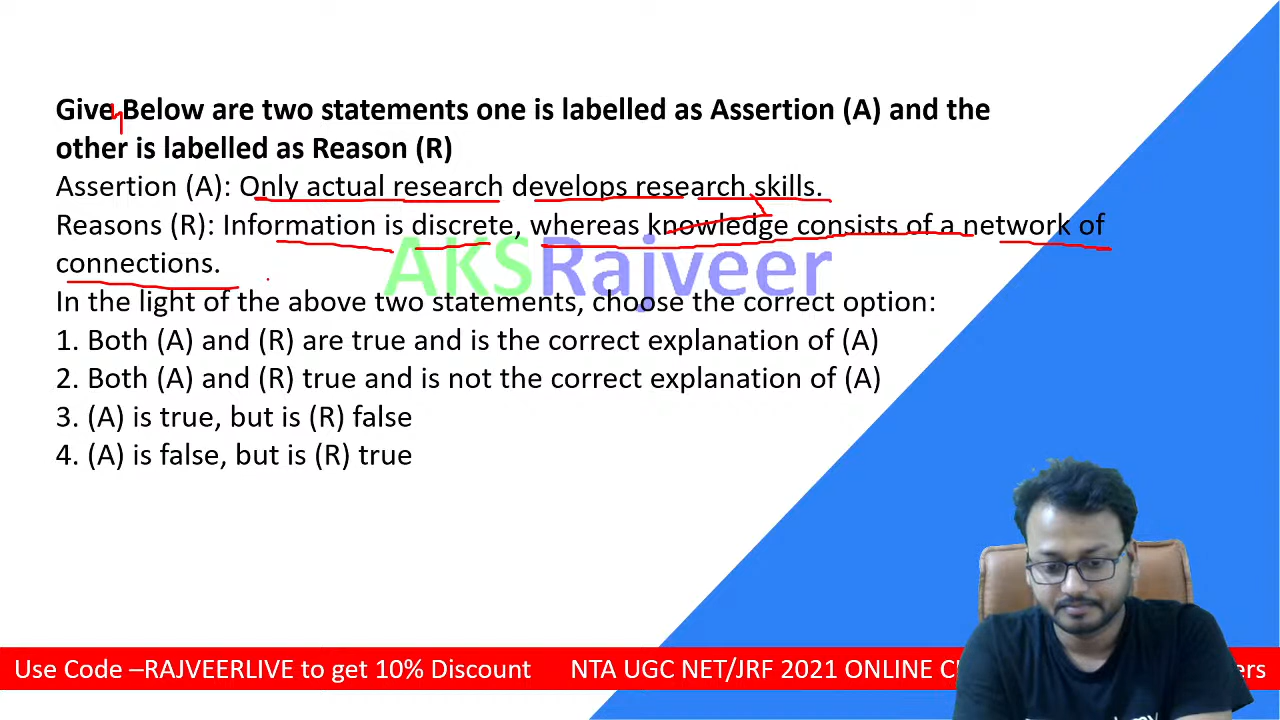 Give n Below are two statements one is labelled as Assertion (A) and the
other is labelled as Reason (R)
Assertion (A): Only actual research develops research skills.
Reasons (R): Information is discrete, whereas knowledge consists of a network of
connections.
AKSRajveer
In the light of the above two statements, choose the correct option:
1. Both (A) and (R) are true and is the correct explanation of (A)
2. Both (A) and (R) true and is not the correct explanation of (A)
3. (A) is true, but is (R) false
4. (A) is false, but is (R) true
Use Code –RAJVEERLIVE to get 10% Discount NTA UGC NET/JRF 2021 ONLINE